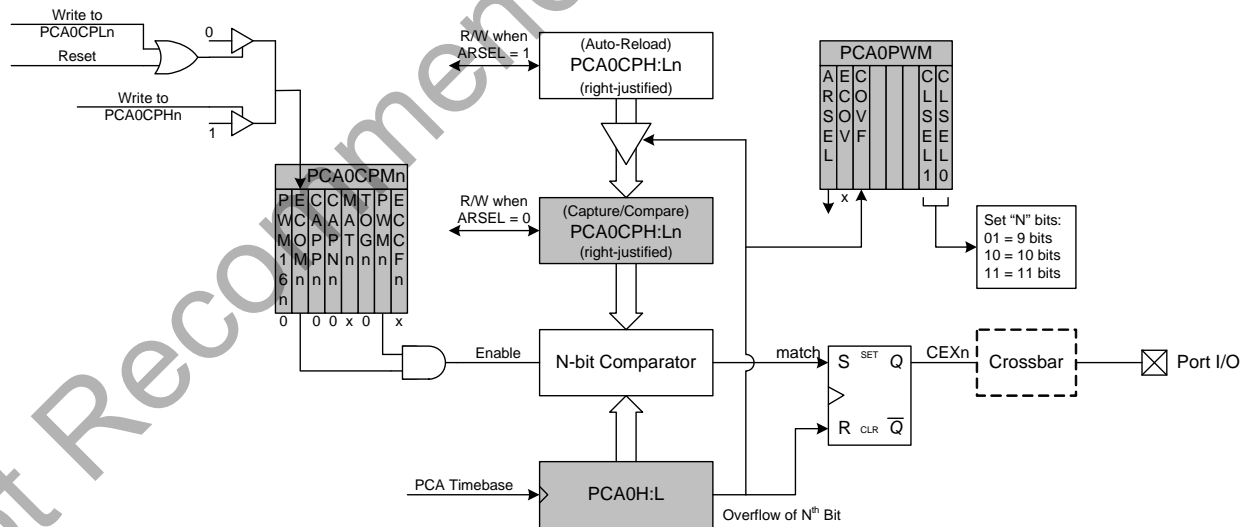 Write to
PCA0CPLn
Reset
0
Write to
PCA0CPHn
1
R/W when
ARSEL = 1
(Auto-Reload)
PCA0CPH:Ln
(right-justified)
PCA0PWM
ARSEL
ECOV
COVF
CLSEL1
CLSEL0
x
Set “N” bits:
01 = 9 bits
10 = 10 bits
11 = 11 bits
PCA0CPMn
PWM16n
ECOMn
CAPPn
CAPNn
MATn
TOGn
PWMn
ECCFn
0 0 0 x 0 x
R/W when
ARSEL = 0
(Capture/Compare)
PCA0CPH:Ln
(right-justified)
Enable
N-bit Comparator
match
S SET Q
R CLR Q
CEXn
Crossbar
Port I/O
PCA Timebase
PCA0H:L
Overflow of Nth Bit